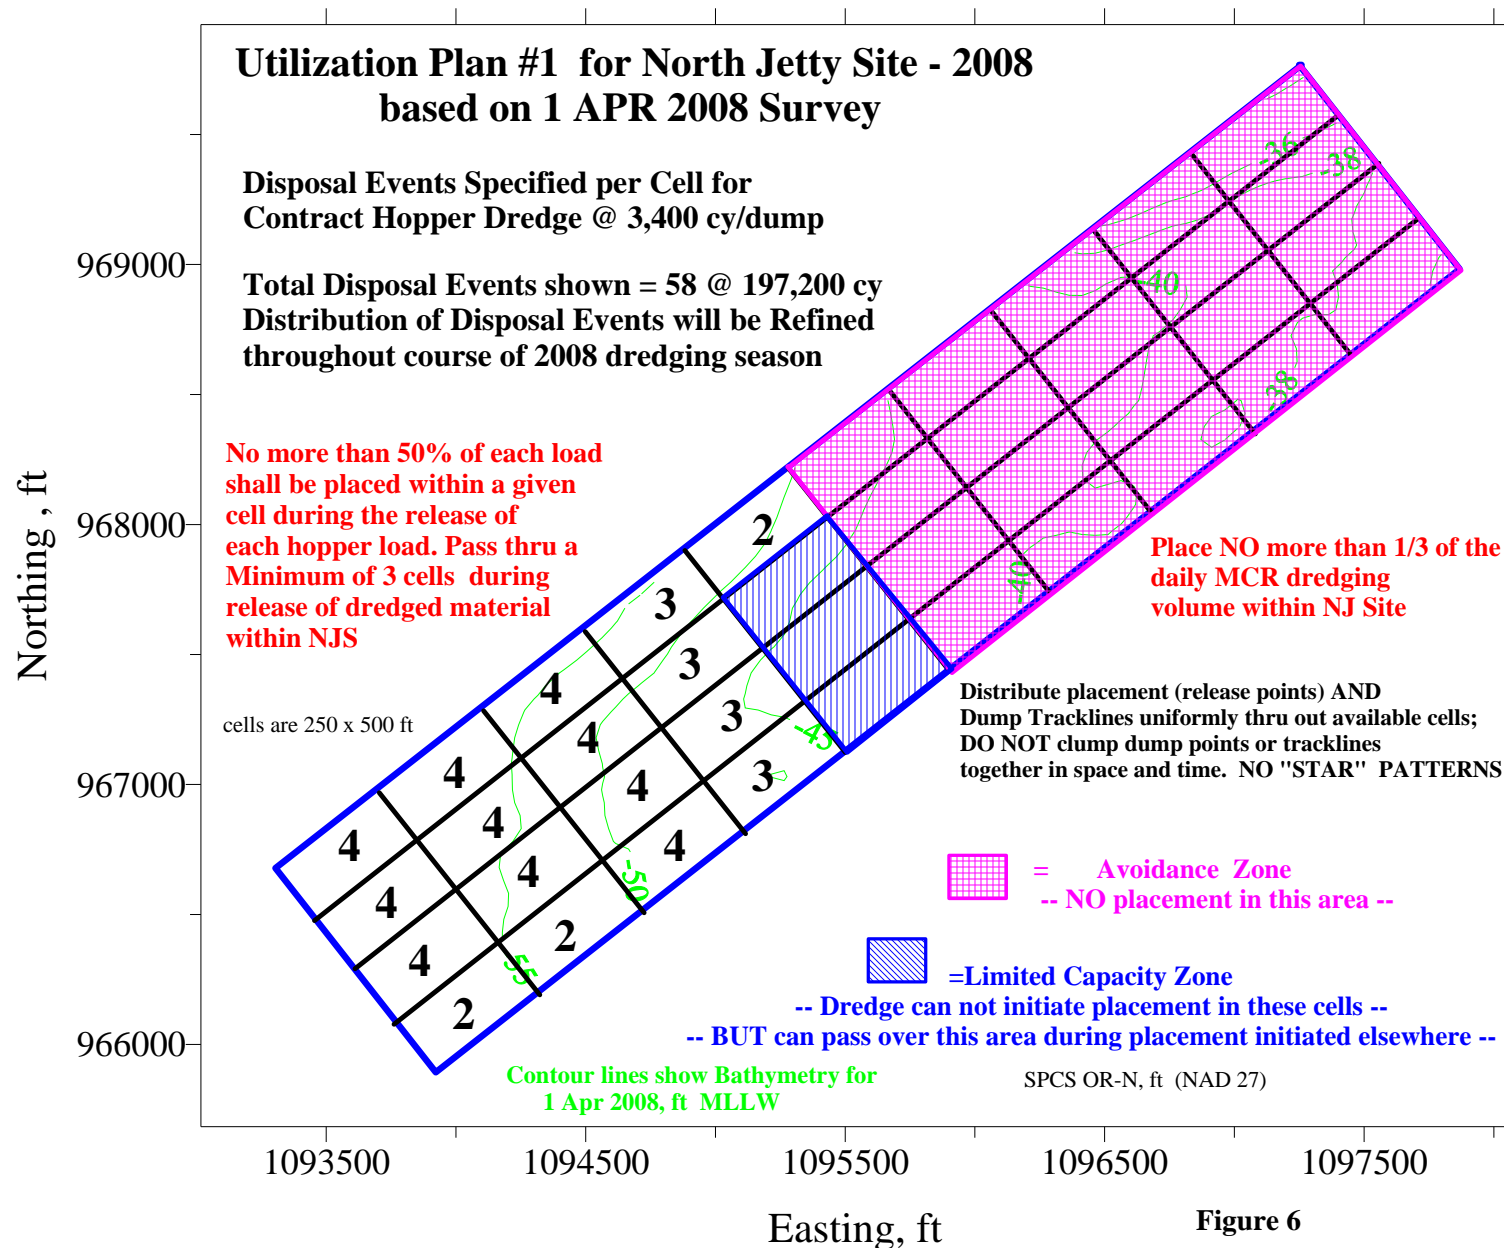 Utilization Plan #1 for North Jetty Site - 2008
based on 1 APR 2008 Survey
Disposal Events Specified per Cell for
Contract Hopper Dredge @ 3,400 cy/dump
Total Disposal Events shown = 58 @ 197,200 cy
Distribution of Disposal Events will be Refined
throughout course of 2008 dredging season
No more than 50% of each load
shall be placed within a given
cell during the release of
each hopper load. Pass thru a
Minimum of 3 cells during
release of dredged material
within NJS
cells are 250 x 500 ft
Place NO more than 1/3 of the
daily MCR dredging
volume within NJ Site
Distribute placement (release points) AND
Dump Tracklines uniformly thru out available cells;
DO NOT clump dump points or tracklines
together in space and time. NO "STAR" PATTERNS
= Avoidance Zone
-- NO placement in this area --
=Limited Capacity Zone
-- Dredge can not initiate placement in these cells --
-- BUT can pass over this area during placement initiated elsewhere --
Contour lines show Bathymetry for
1 Apr 2008, ft MLLW
SPCS OR-N, ft (NAD 27)
-36
-38
-40
-38
-40
-45
-50
-55
2
3
4
4
4
3
4
4
4
3
4
4
4
3
4
2
2
969000
968000
967000
966000
Northing , ft
1093500
1094500
1095500
1096500
1097500
Easting, ft
Figure 6